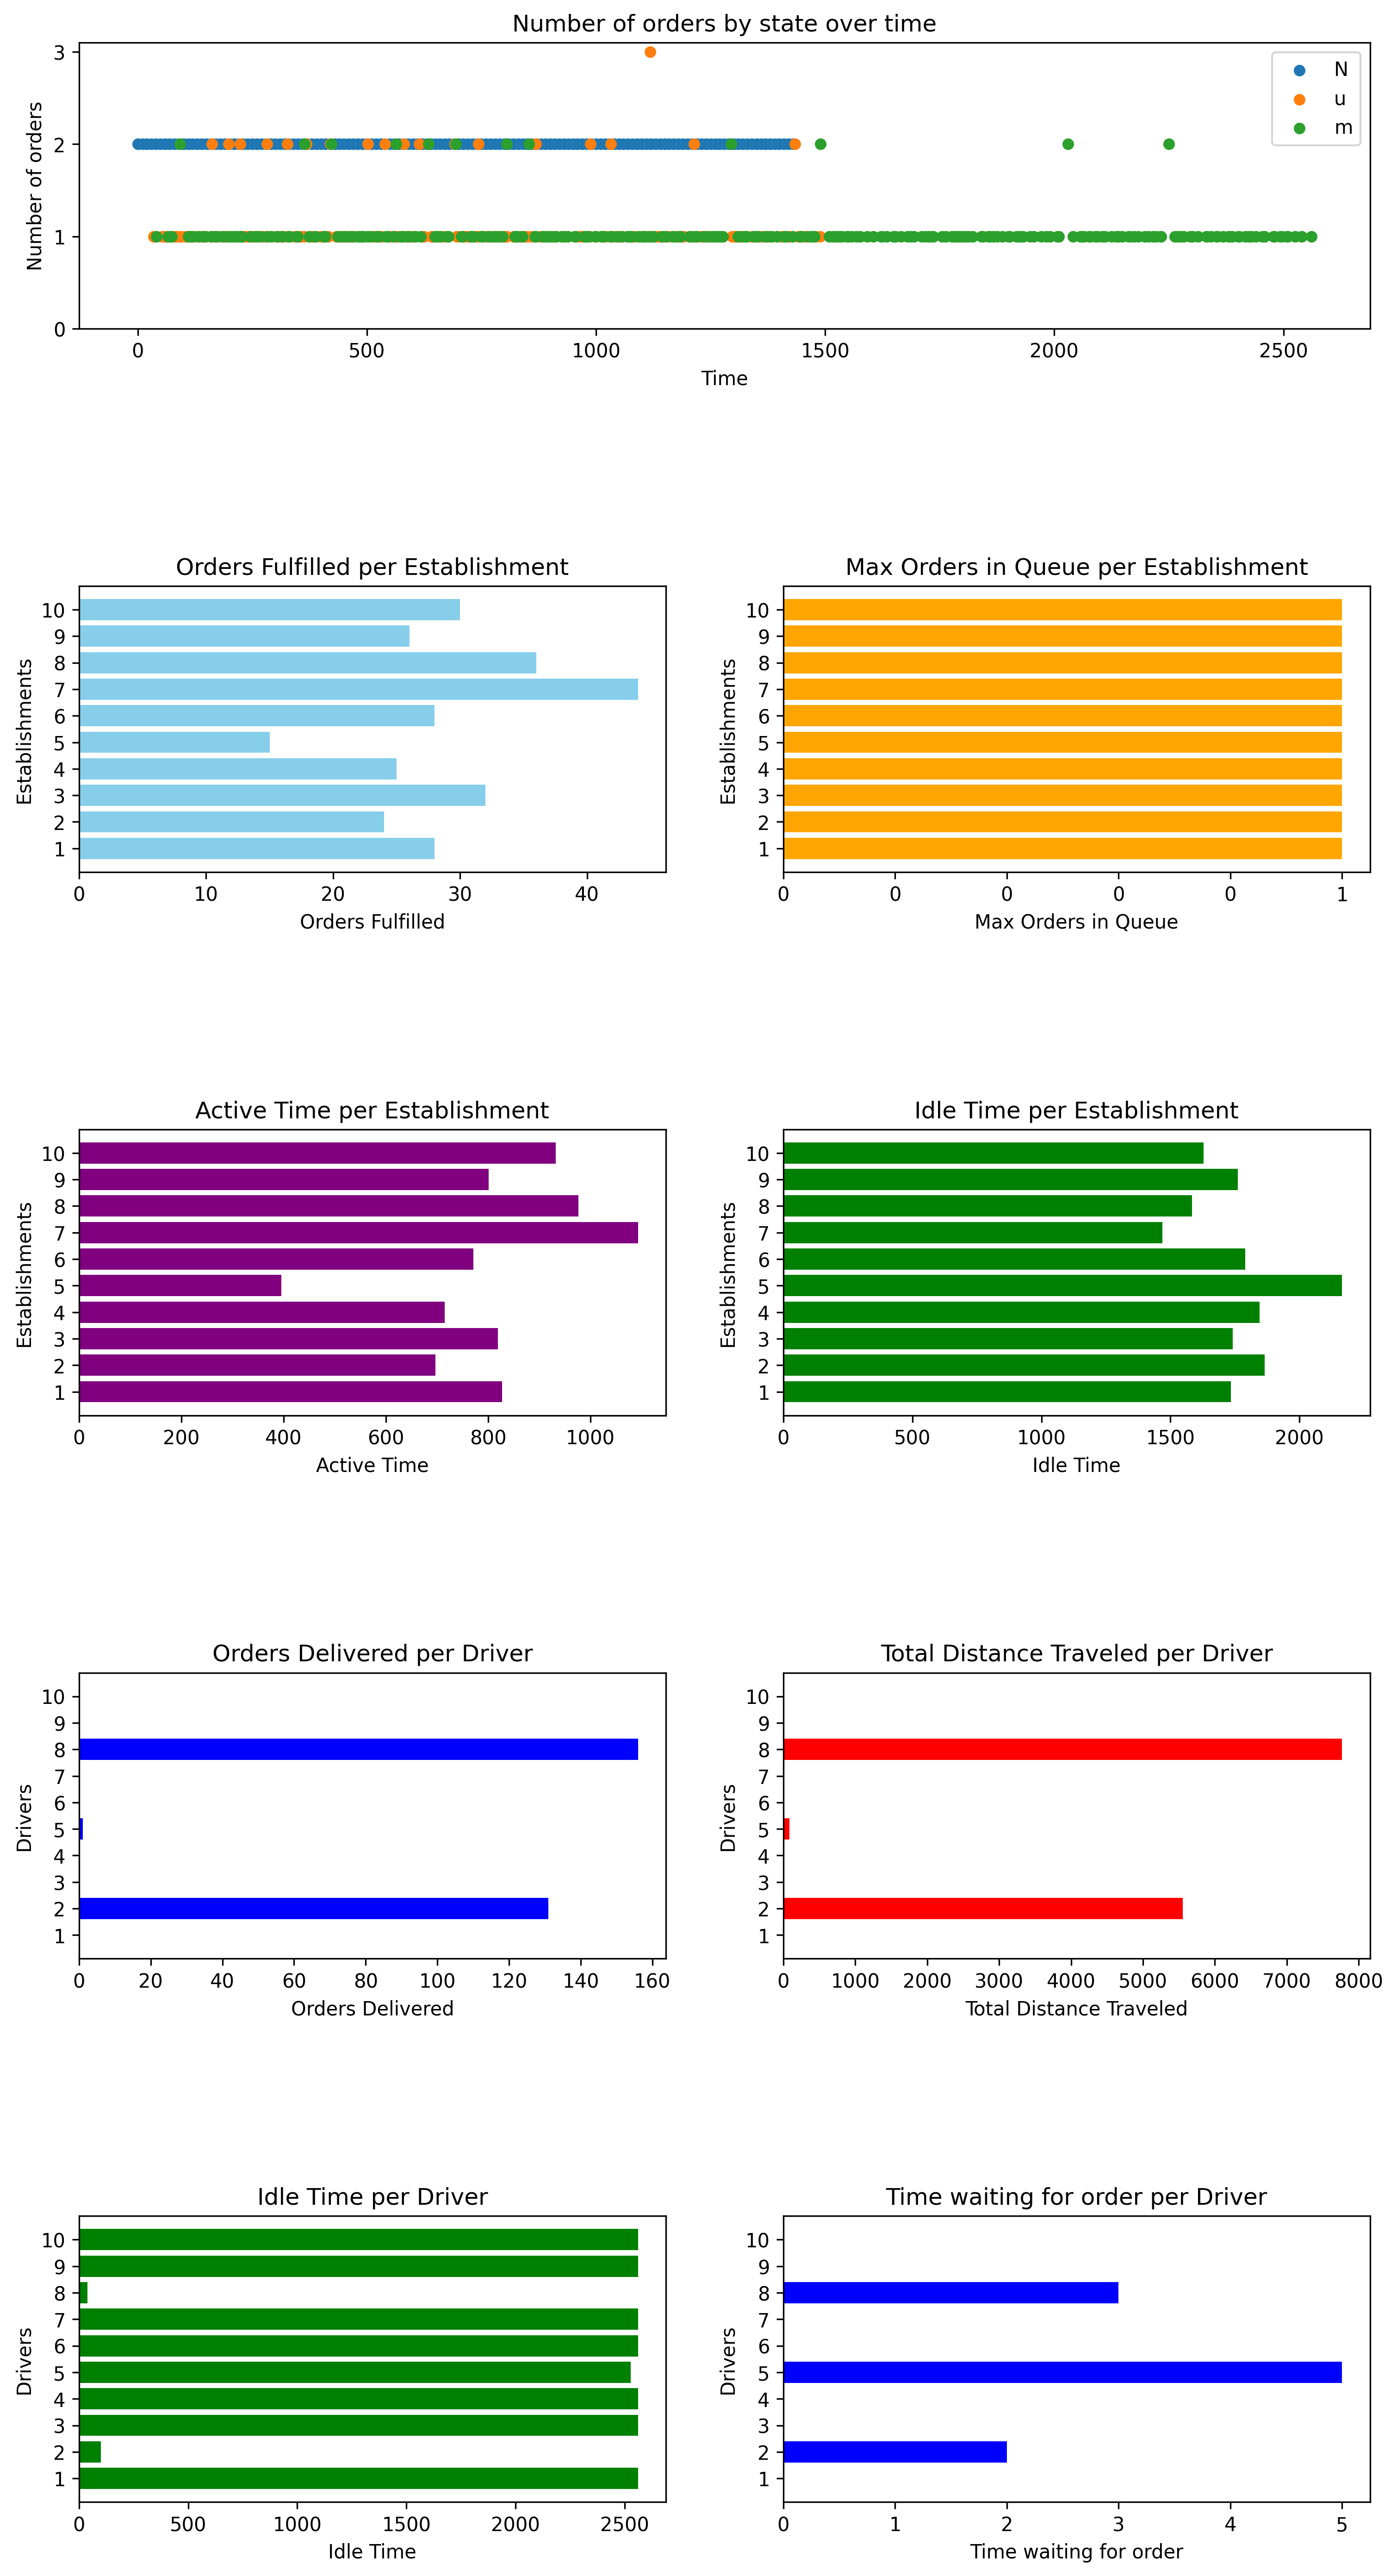 Number of orders by state over time
Number of orders
3
2
1
0
N
u
m
0 500 1000 1500 2000 2500
Time
Orders Fulfilled per Establishment
Establishments
10
9
8
7
6
5
4
3
2
1
0 10 20 30 40
Orders Fulfilled
Max Orders in Queue per Establishment
Establishments
10
9
8
7
6
5
4
3
2
1
0 0 0 0 0 1
Max Orders in Queue
Active Time per Establishment
Establishments
10
9
8
7
6
5
4
3
2
1
0 200 400 600 800 1000
Active Time
Idle Time per Establishment
Establishments
10
9
8
7
6
5
4
3
2
1
0 500 1000 1500 2000
Idle Time
Orders Delivered per Driver
Drivers
10
9
8
7
6
5
4
3
2
1
0 20 40 60 80 100 120 140 160
Orders Delivered
Total Distance Traveled per Driver
Drivers
10
9
8
7
6
5
4
3
2
1
0 1000 2000 3000 4000 5000 6000 7000 8000
Total Distance Traveled
Idle Time per Driver
Drivers
10
9
8
7
6
5
4
3
2
1
0 500 1000 1500 2000 2500
Idle Time
Time waiting for order per Driver
Drivers
10
9
8
7
6
5
4
3
2
1
0 1 2 3 4 5
Time waiting for order